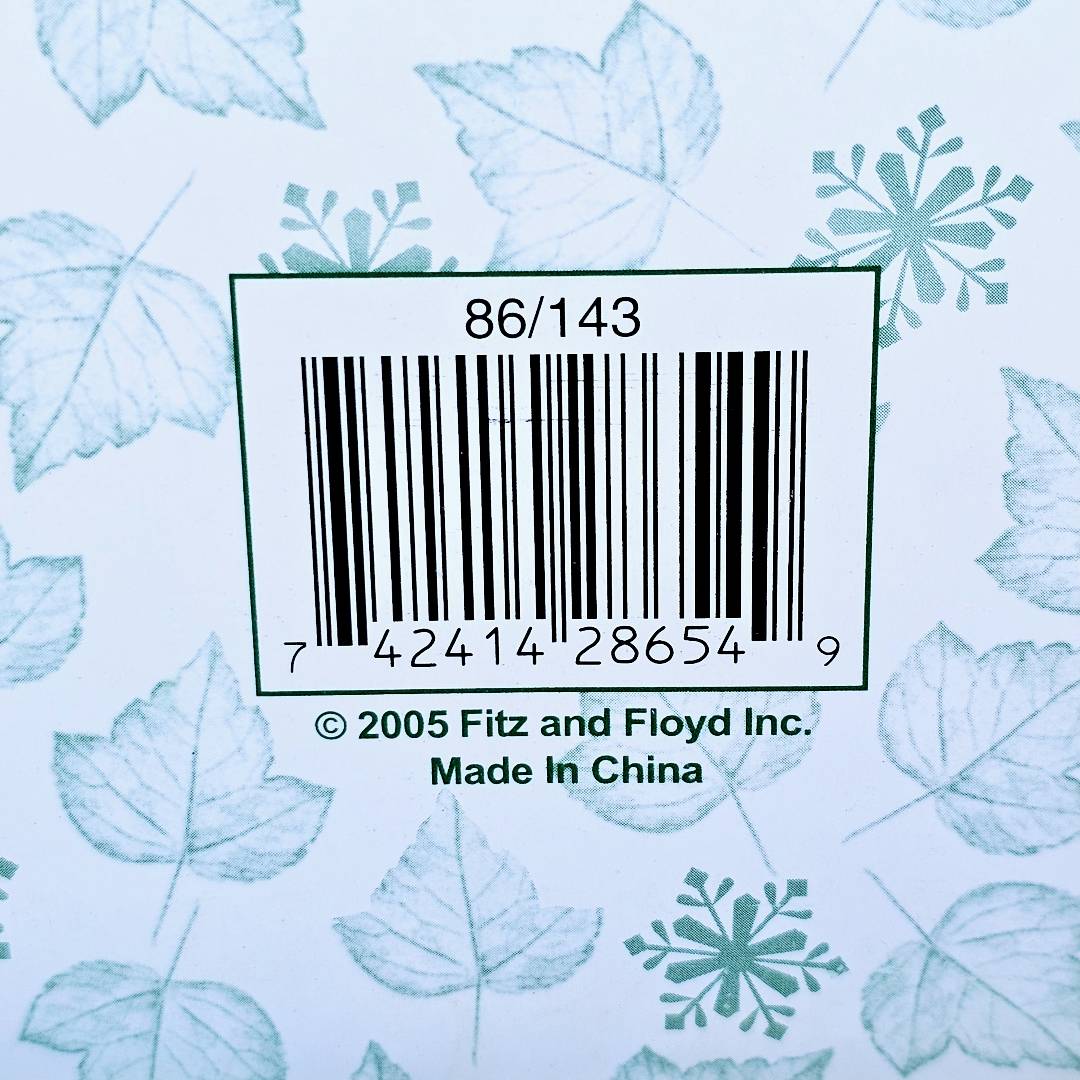 86/143
7 42414 28654 9
© 2005 Fitz and Floyd Inc.
Made In China